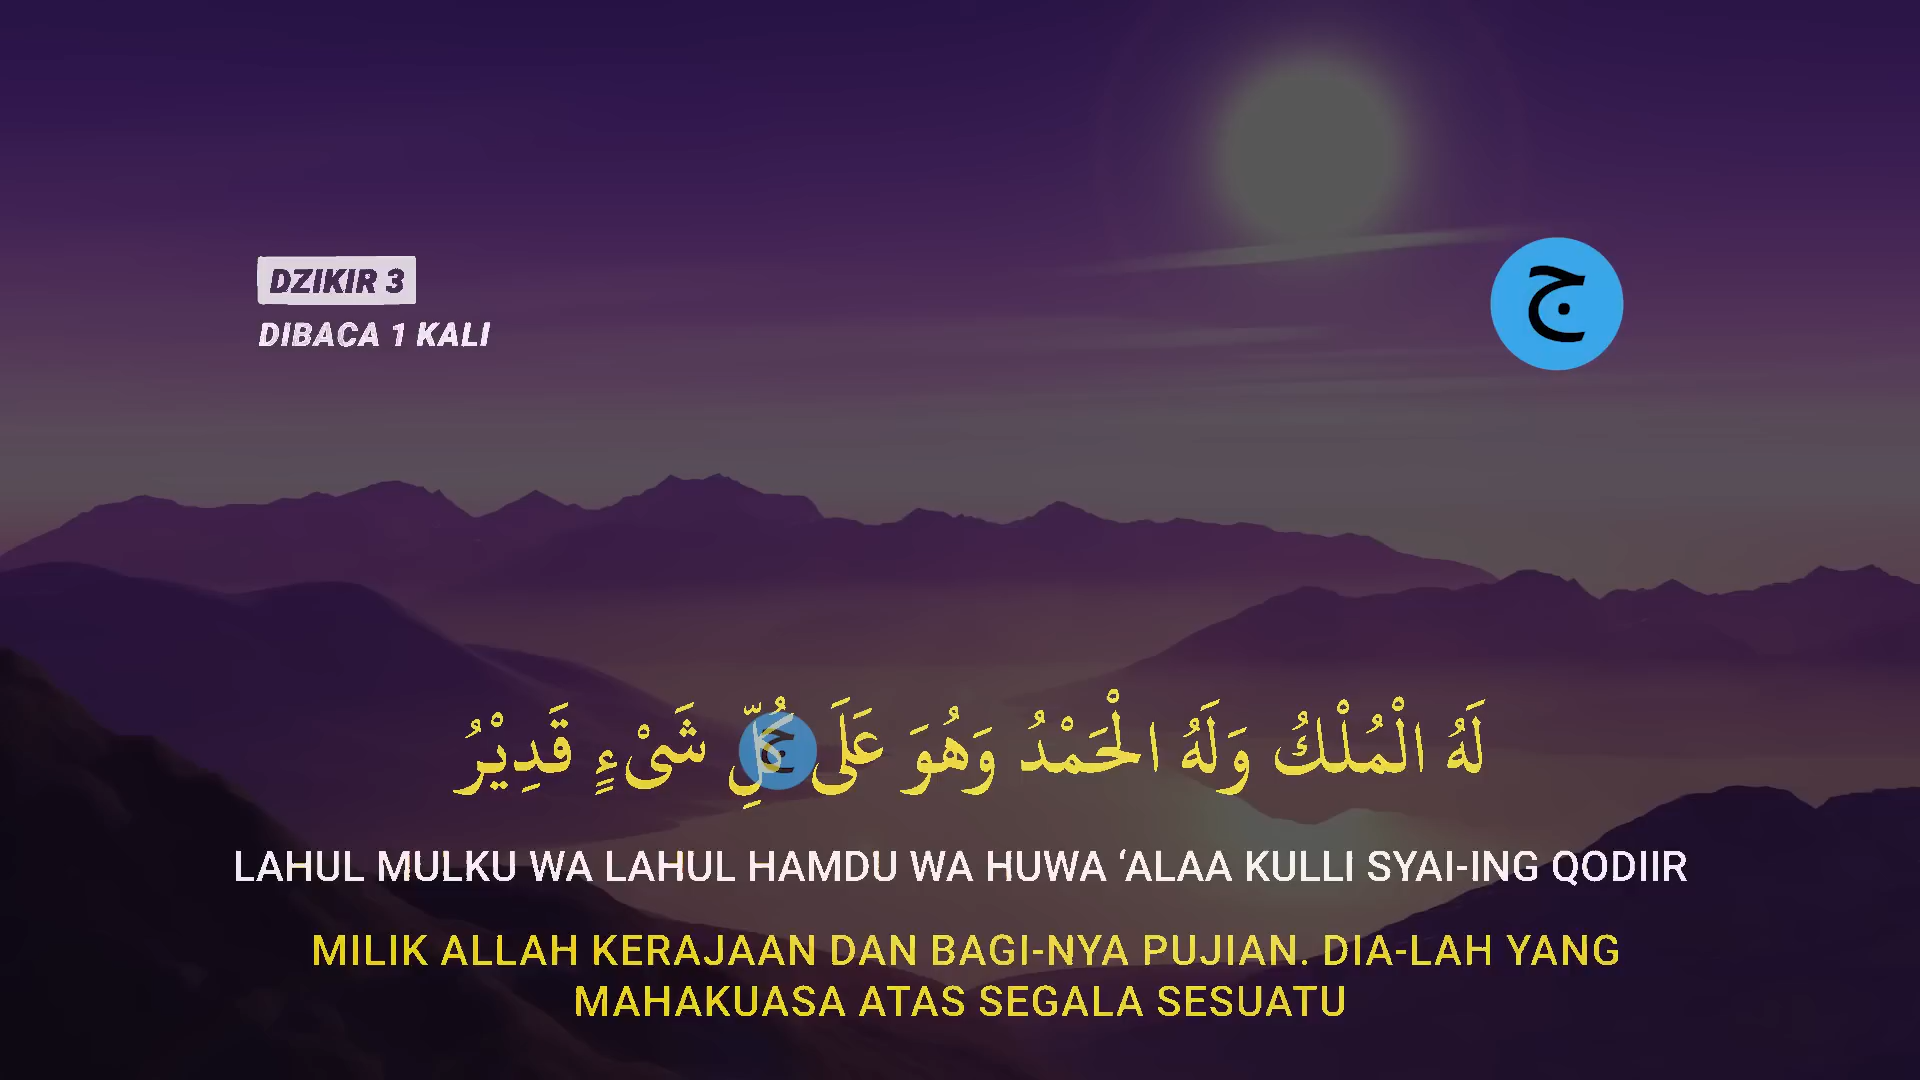 DZIKIR 3
DIBACA 1 KALI
ج
لَهُ الْمُلْكُ وَلَهُ الْحَمْدُ وَهُوَ عَلَى كُلِّ شَيْءٍ قَدِيْرُ
ج
LAHUL MULKU WA LAHUL HAMDU WA HUWA ‘ALAA KULLI SYAI-ING QODIIR
MILIK ALLAH KERAJAAN DAN BAGI-NYA PUJIAN. DIA-LAH YANG
MAHAKUASA ATAS SEGALA SESUATU